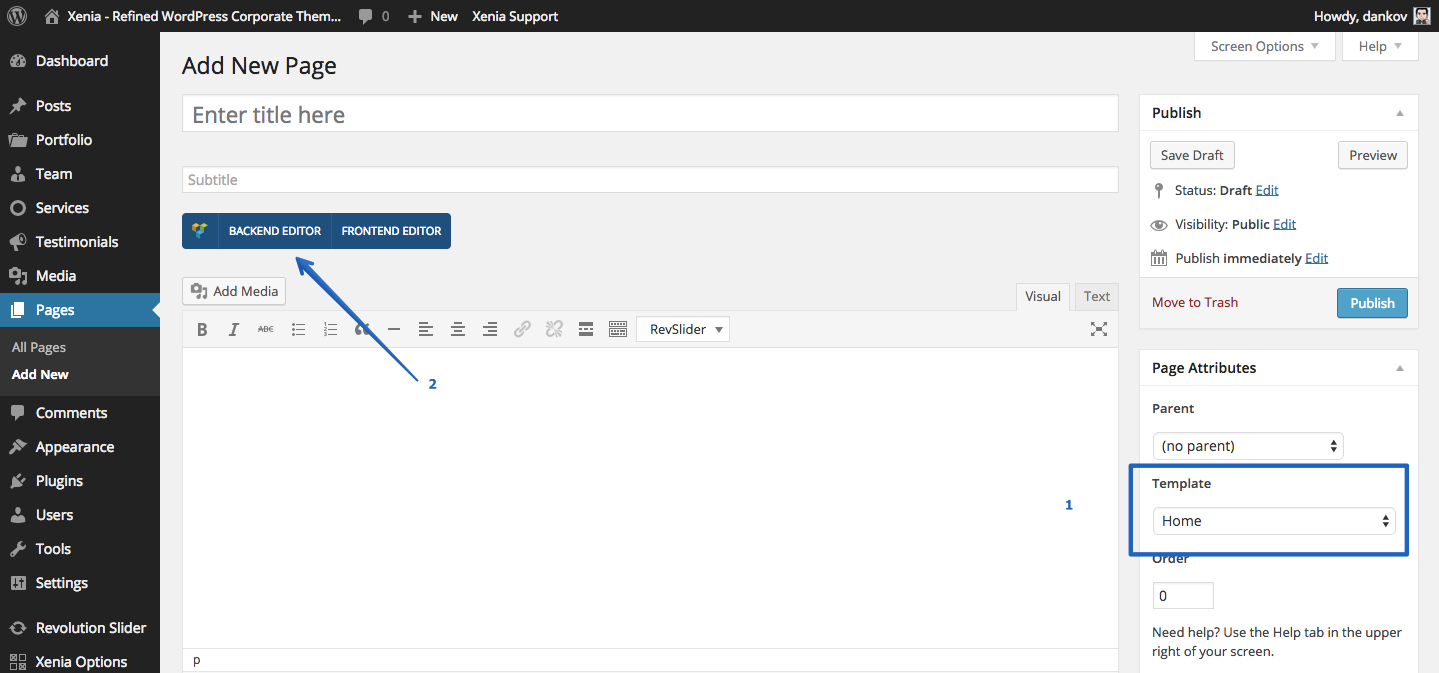 Xenia - Refined WordPress Corporate Them... 0 New Xenia Support Howdy, dankov
Screen Options Help
Dashboard
Posts
Portfolio
Team
Services
Testimonials
Media
Pages
All Pages
Add New
Comments
Appearance
Plugins
Users
Tools
Settings
Revolution Slider
Xenia Options
Add New Page
Enter title here
Subtitle
BACKEND EDITOR FRONTEND EDITOR
Add Media
Visual Text
B I ABC RevSlider
2
1
p
Publish
Save Draft Preview
Status: Draft Edit
Visibility: Public Edit
Publish immediately Edit
Move to Trash Publish
Page Attributes
Parent
(no parent)
Template
Home
Order
0
Need help? Use the Help tab in the upper
right of your screen.